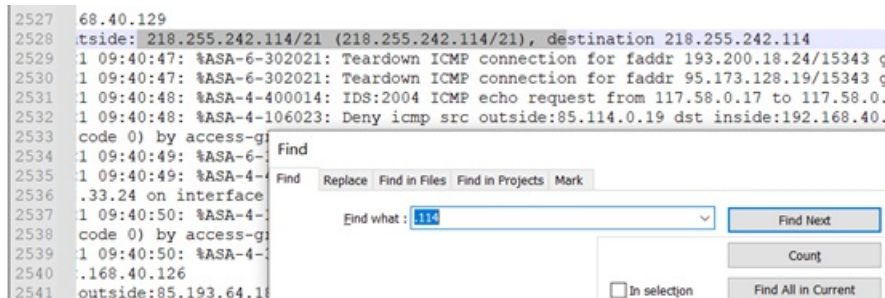 2527 68.40.129
2528 tside: 218.255.242.114/21 (218.255.242.114/21), destination 218.255.242.114
2529 1 09:40:47: %ASA-6-302021: Teardown ICMP connection for faddr 193.200.18.24/15343 g
2530 1 09:40:47: %ASA-6-302021: Teardown ICMP connection for faddr 95.173.128.19/15343 g
2531 1 09:40:48: %ASA-4-400014: IDS:2004 ICMP echo request from 117.58.0.17 to 117.58.0.
2532 1 09:40:48: %ASA-4-106023: Deny icmp src outside:85.114.0.19 dst inside:192.168.40.
2533 code 0) by access-gr
2534 1 09:40:49: %ASA-6-
2535 1 09:40:49: %ASA-4-
2536 .33.24 on interface
2537 1 09:40:50: %ASA-4-
2538 code 0) by access-gr
2539 1 09:40:50: %ASA-4-
2540 .168.40.126
2541 outside:85.193.64.18
Find
Find Replace Find in Files Find in Projects Mark
Find what : .114
Find Next
Count
In selection
Find All in Current